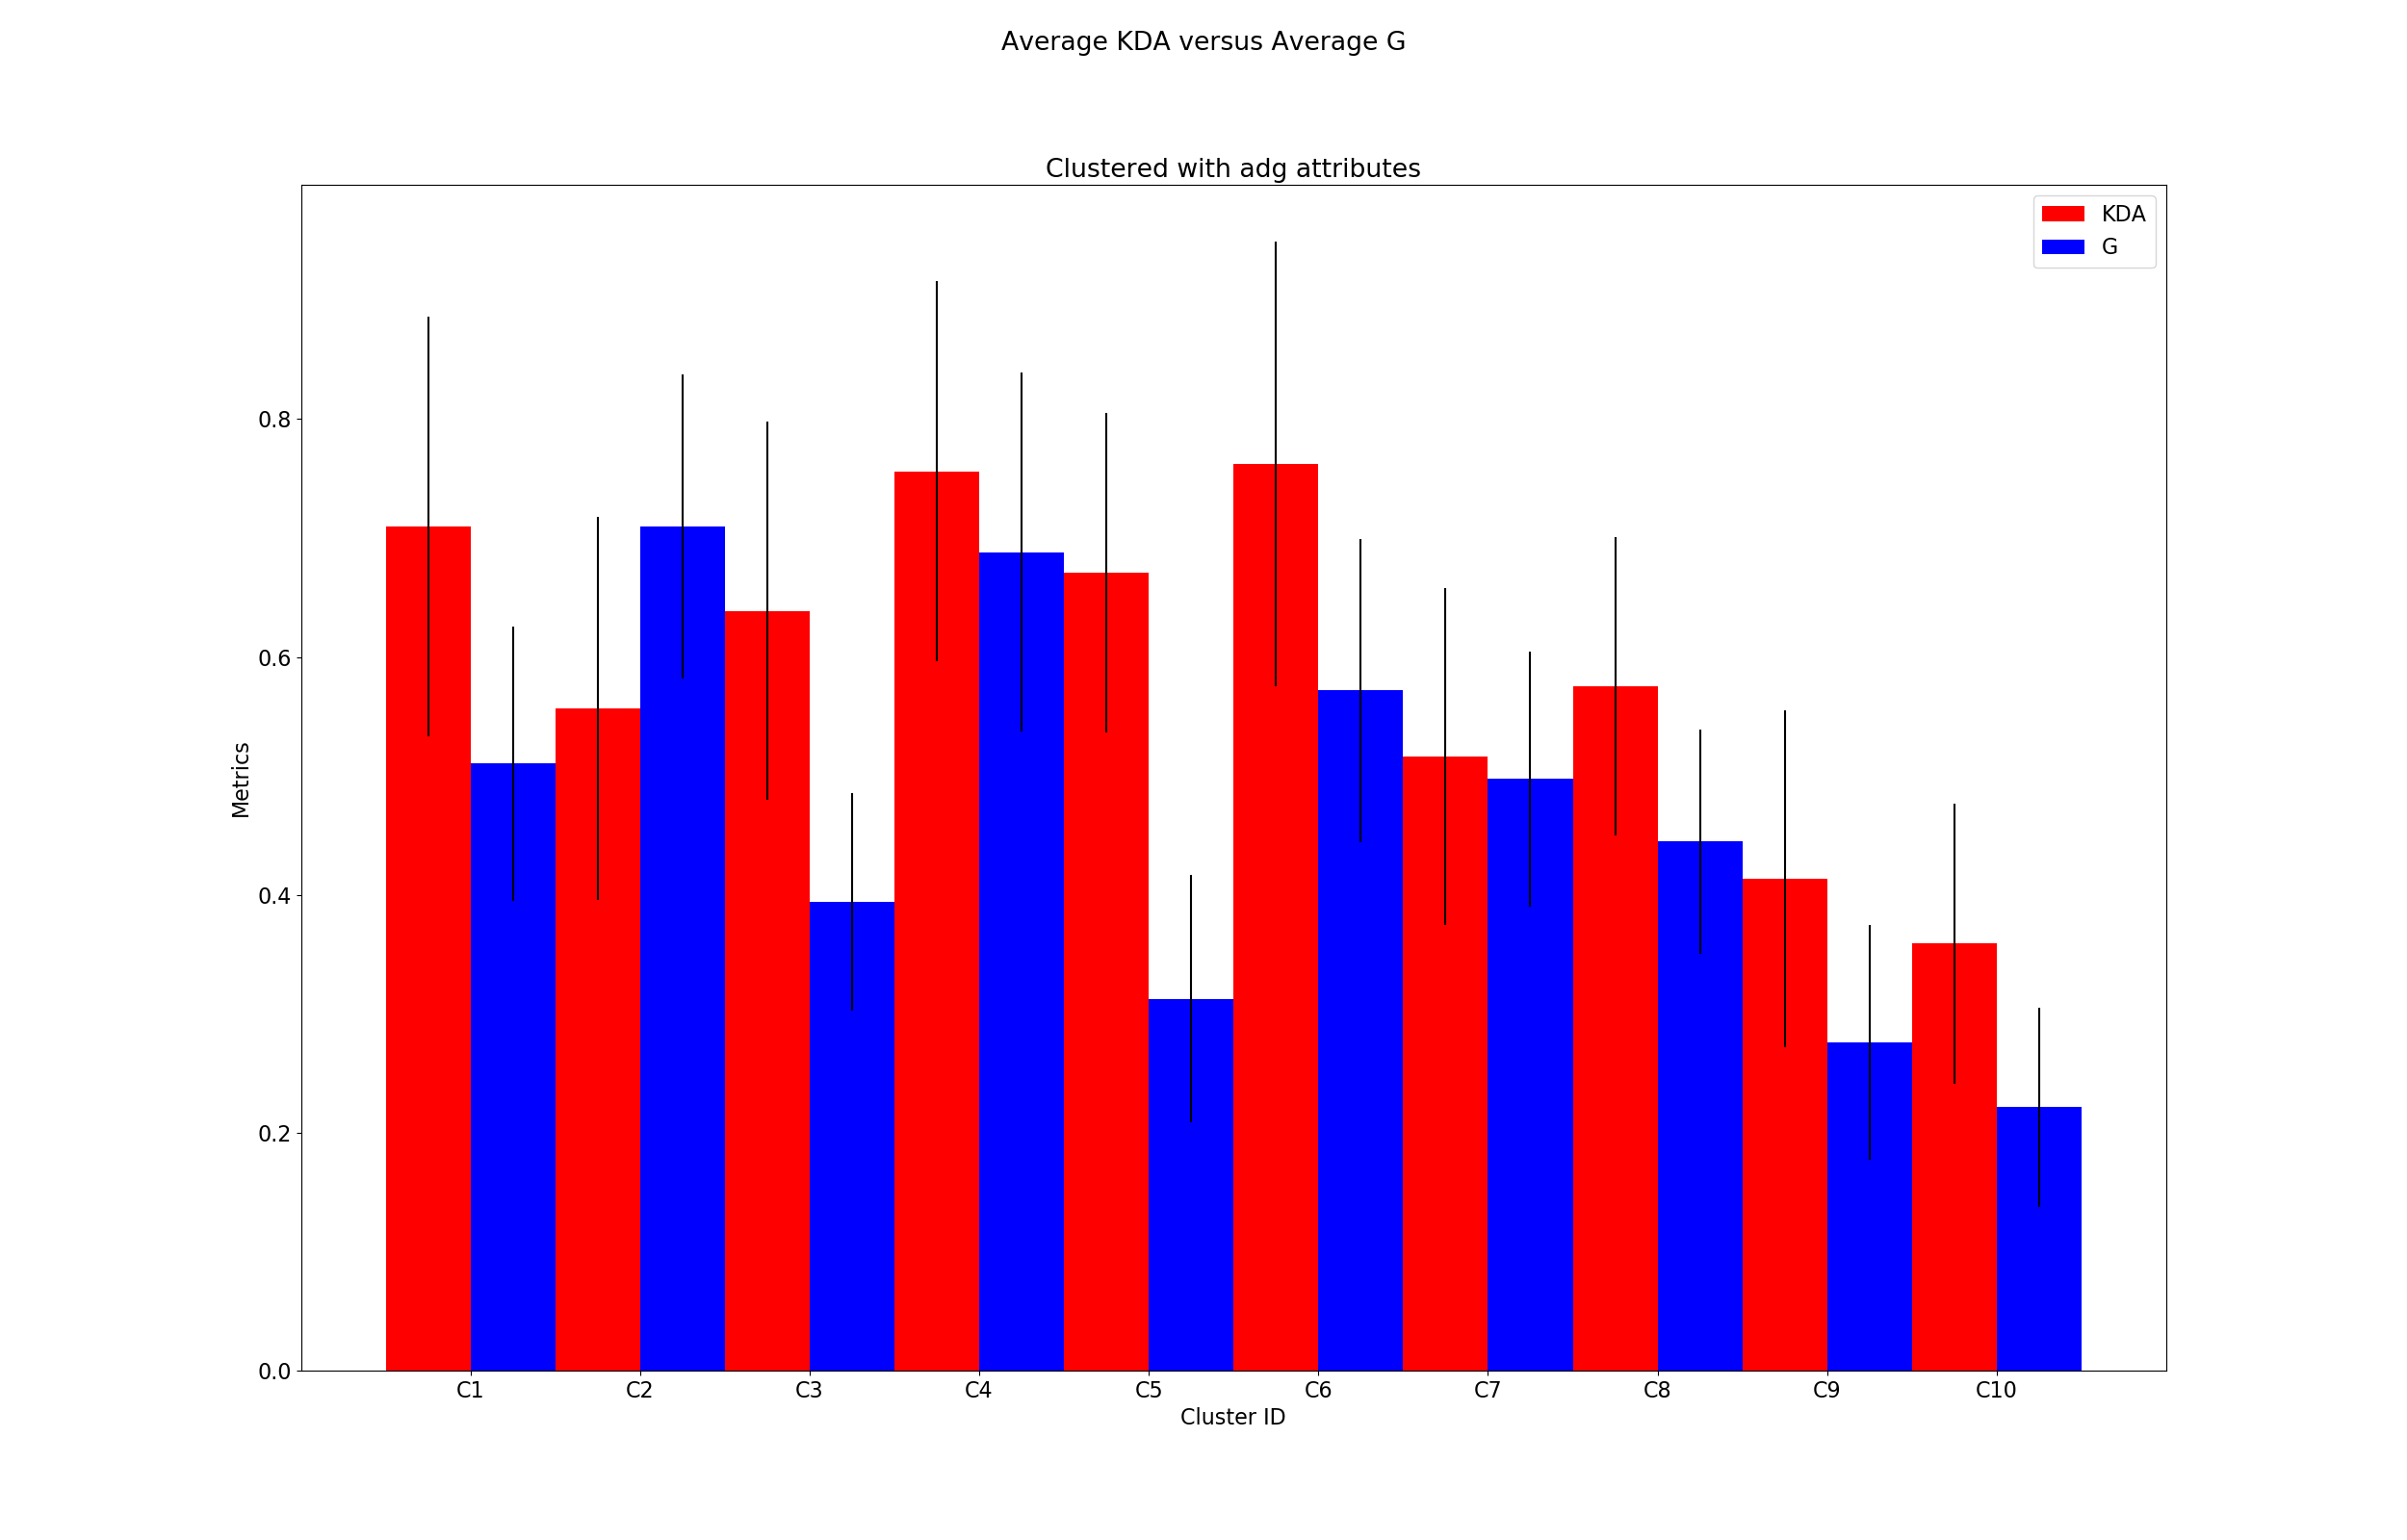 Average KDA versus Average G
Clustered with adg attributes
KDA
G
0.8
0.6
0.4
0.2
0.0
Metrics
C1 C2 C3 C4 C5 C6 C7 C8 C9 C10
Cluster ID